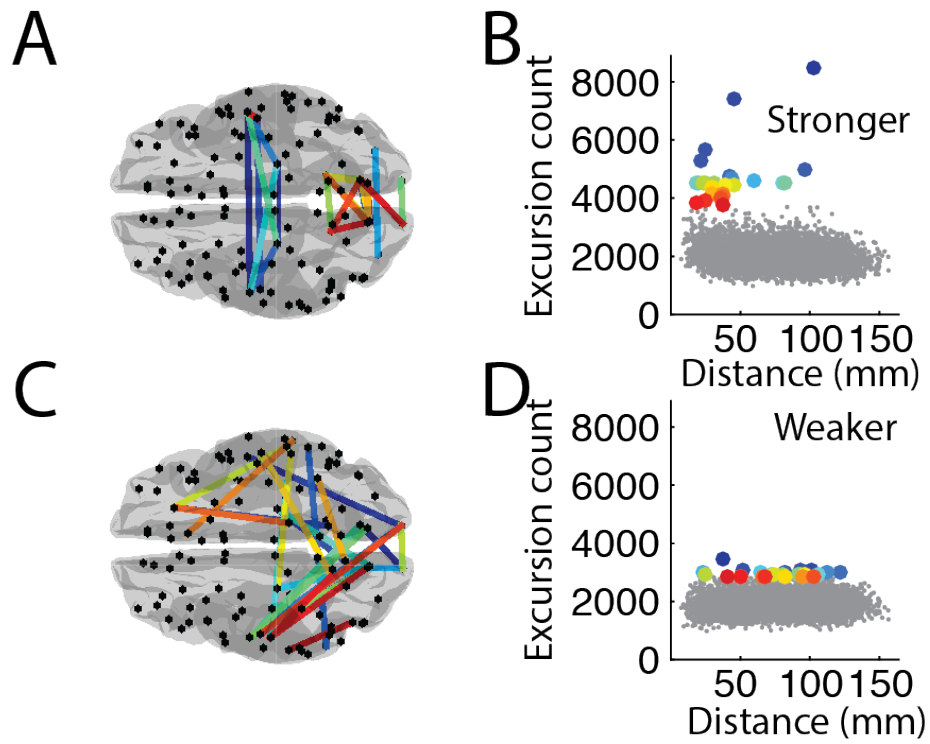 A
B
Excursion count
8000
6000
4000
2000
0
Stronger
50
100
150
Distance (mm)
C
D
Excursion count
8000
6000
4000
2000
0
Weaker
50
100
150
Distance (mm)